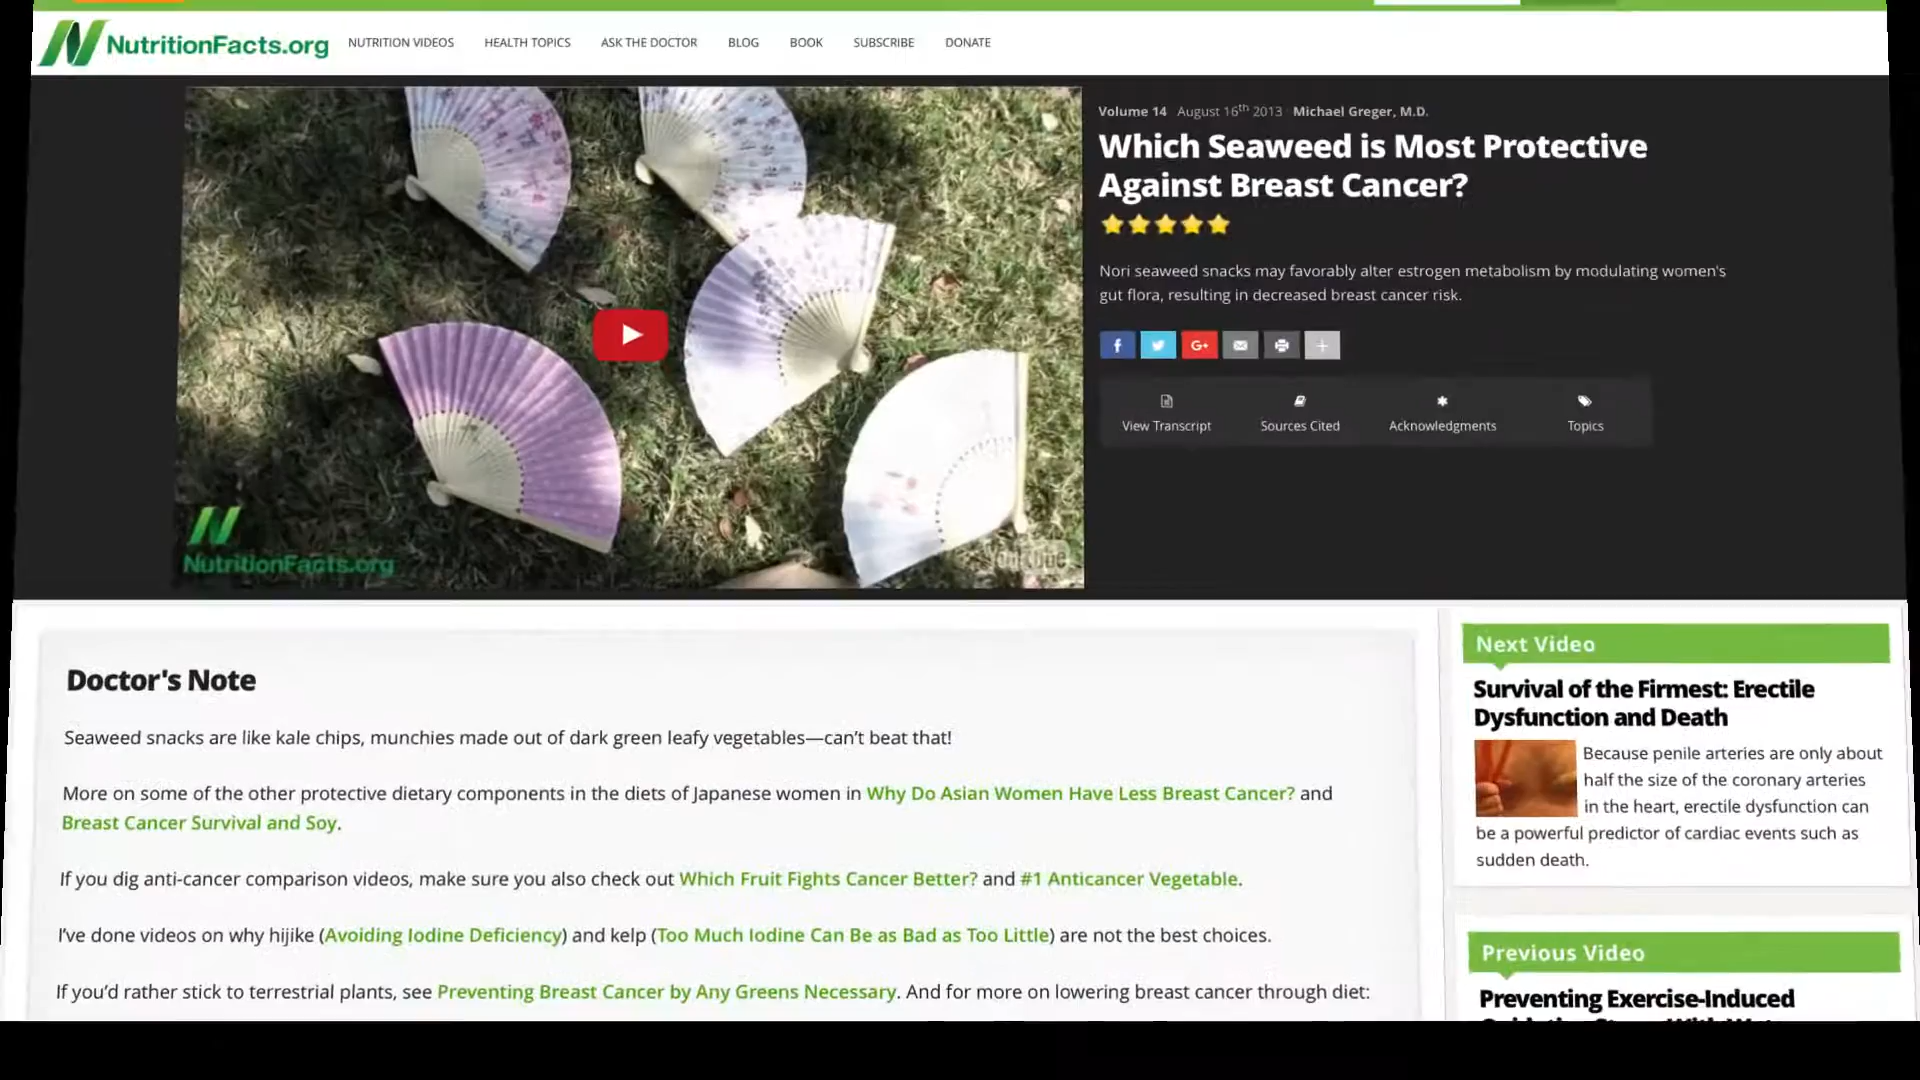 NutritionFacts.org
NUTRITION VIDEOS
HEALTH TOPICS
ASK THE DOCTOR
BLOG
BOOK
SUBSCRIBE
DONATE
Volume 14 August 16th 2013 Michael Greger, M.D.
Which Seaweed is Most Protective
Against Breast Cancer?
Nori seaweed snacks may favorably alter estrogen metabolism by modulating women's
gut flora, resulting in decreased breast cancer risk.
View Transcript
Sources Cited
Acknowledgments
Topics
NutritionFacts.org
YouTube
Doctor's Note
Seaweed snacks are like kale chips, munchies made out of dark green leafy vegetables—can’t beat that!
More on some of the other protective dietary components in the diets of Japanese women in Why Do Asian Women Have Less Breast Cancer? and
Breast Cancer Survival and Soy.
If you dig anti-cancer comparison videos, make sure you also check out Which Fruit Fights Cancer Better? and #1 Anticancer Vegetable.
I’ve done videos on why hijike (Avoiding Iodine Deficiency) and kelp (Too Much Iodine Can Be as Bad as Too Little) are not the best choices.
If you’d rather stick to terrestrial plants, see Preventing Breast Cancer by Any Greens Necessary. And for more on lowering breast cancer through diet:
Next Video
Survival of the Firmest: Erectile
Dysfunction and Death
Because penile arteries are only about
half the size of the coronary arteries
in the heart, erectile dysfunction can
be a powerful predictor of cardiac events such as
sudden death.
Previous Video
Preventing Exercise-Induced